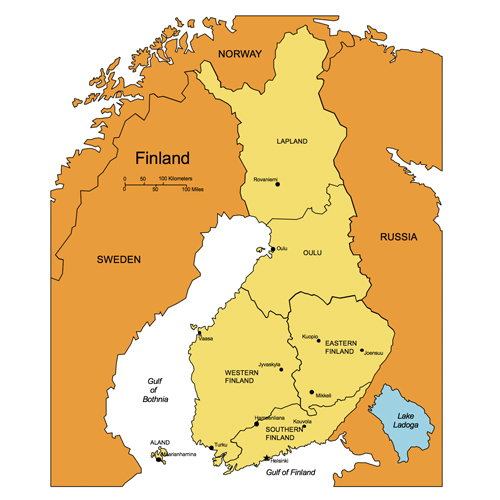 NORWAY
LAPLAND
Finland
0 50 100 Kilometers
0 50 100 Miles
Rovaniemi
RUSSIA
SWEDEN
Oulu
OULU
Vaasa
Kuopio
EASTERN
FINLAND
Joensuu
Jyvaskyla
WESTERN
FINLAND
Mikkeli
Gulf
of
Bothnia
Hameenlinna
Kouvola
SOUTHERN
FINLAND
Lake
Ladoga
ALAND
Maarianhamina
Turku
Helsinki
Gulf of Finland